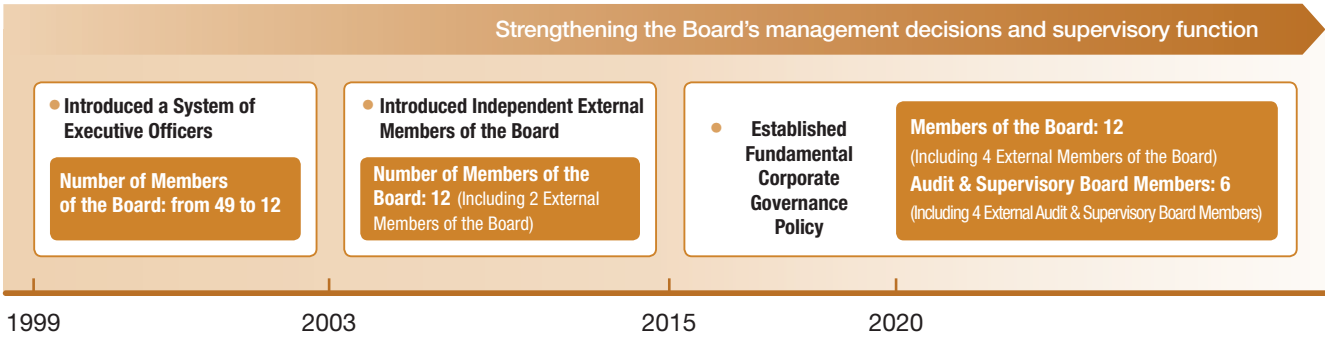 Strengthening the Board’s management decisions and supervisory function
• Introduced a System of
Executive Officers
Number of Members
of the Board: from 49 to 12
• Introduced Independent External
Members of the Board
Number of Members of the
Board: 12 (Including 2 External
Members of the Board)
• Established
Fundamental
Corporate
Governance
Policy
Members of the Board: 12
(Including 4 External Members of the Board)
Audit & Supervisory Board Members: 6
(Including 4 External Audit & Supervisory Board Members)
1999
2003
2015
2020